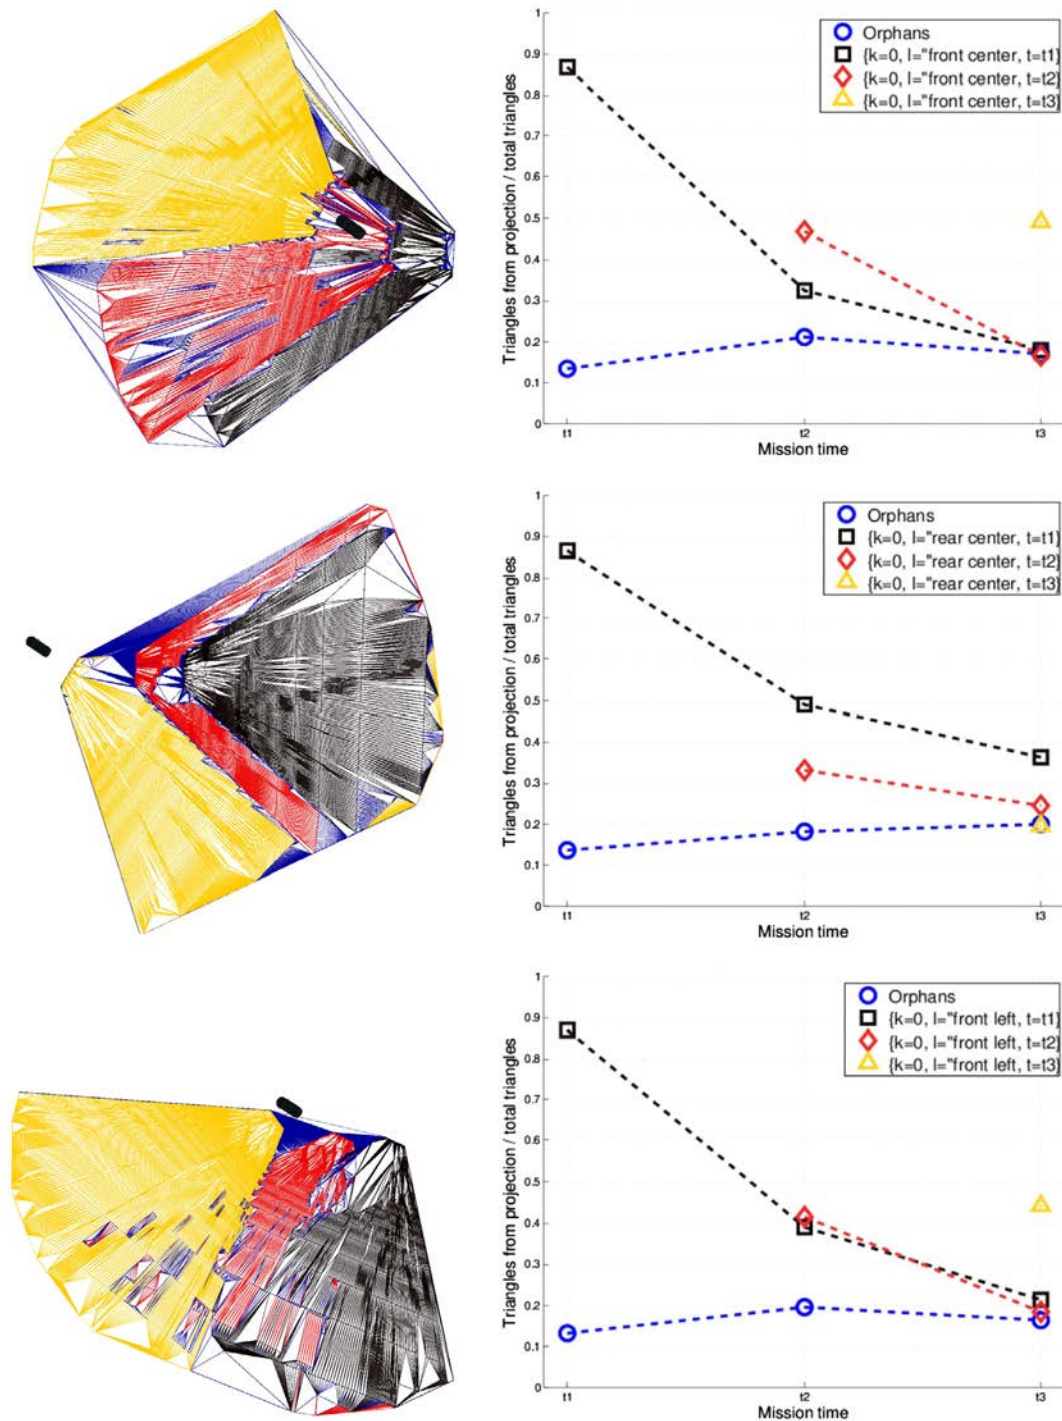 Triangles from projection / total triangles
1
0.9
0.8
0.7
0.6
0.5
0.4
0.3
0.2
0.1
0
Orphans
{k=0, l="front center, t=t1}
{k=0, l="front center, t=t2}
{k=0, l="front center, t=t3}
t1
t2
t3
Mission time
Triangles from projection / total triangles
1
0.9
0.8
0.7
0.6
0.5
0.4
0.3
0.2
0.1
0
Orphans
{k=0, l="rear center, t=t1}
{k=0, l="rear center, t=t2}
{k=0, l="rear center, t=t3}
t1
t2
t3
Mission time
Triangles from projection / total triangles
1
0.9
0.8
0.7
0.6
0.5
0.4
0.3
0.2
0.1
0
Orphans
{k=0, l="front left, t=t1}
{k=0, l="front left, t=t2}
{k=0, l="front left, t=t3}
t1
t2
t3
Mission time